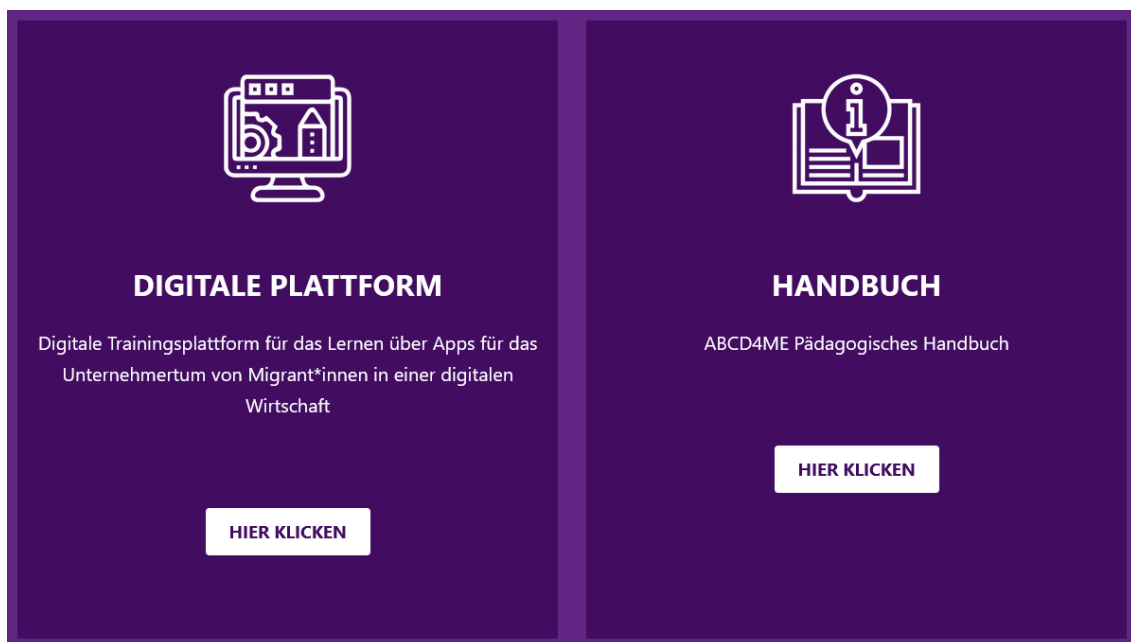 DIGITALE PLATTFORM
Digitale Trainingsplattform für das Lernen über Apps für das
Unternehmertum von Migrant*innen in einer digitalen
Wirtschaft
HIER KLICKEN
i
HANDBUCH
ABCD4ME Pädagogisches Handbuch
HIER KLICKEN